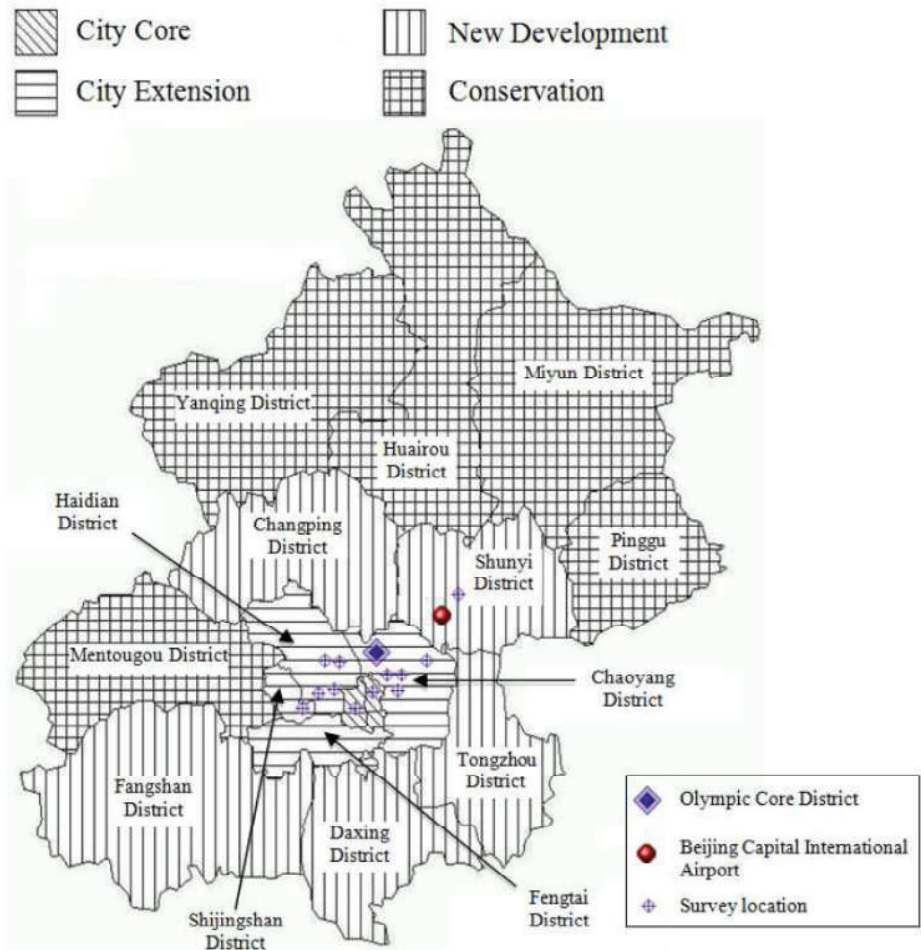 City Core
New Development
City Extension
Conservation
Miyun District
Yanqing District
Huairou
District
Haidian
District
Changping
District
Pinggu
District
Shunyi
District
Mentougou District
Chaoyang
District
Tongzhou
District
Fangshan
District
Daxing
District
Fengtai
District
Shijingshan
District
Olympic Core District
Beijing Capital International
Airport
Survey location